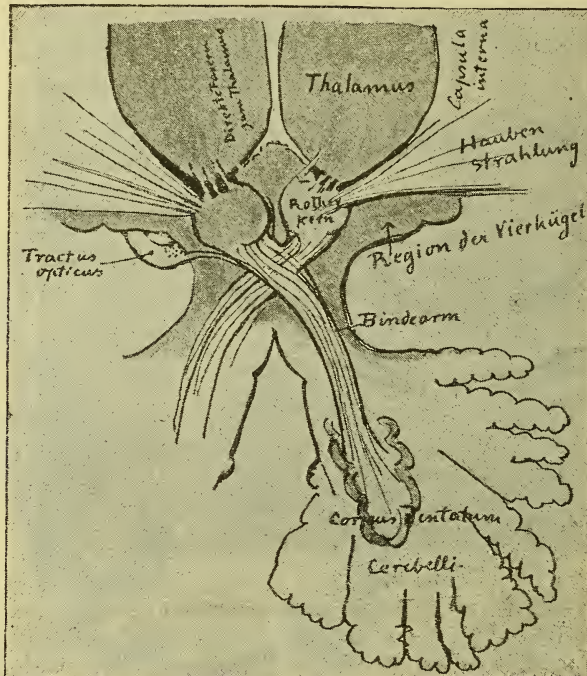 Direkte Fasern
zum Thalamus
Thalamus
Capsula
interna
Hauben
Strahlung
Rother
Kern
Tractus
opticus
Region der Vierhügel
Bindearm
Corpus dentatum
Cerebelli.